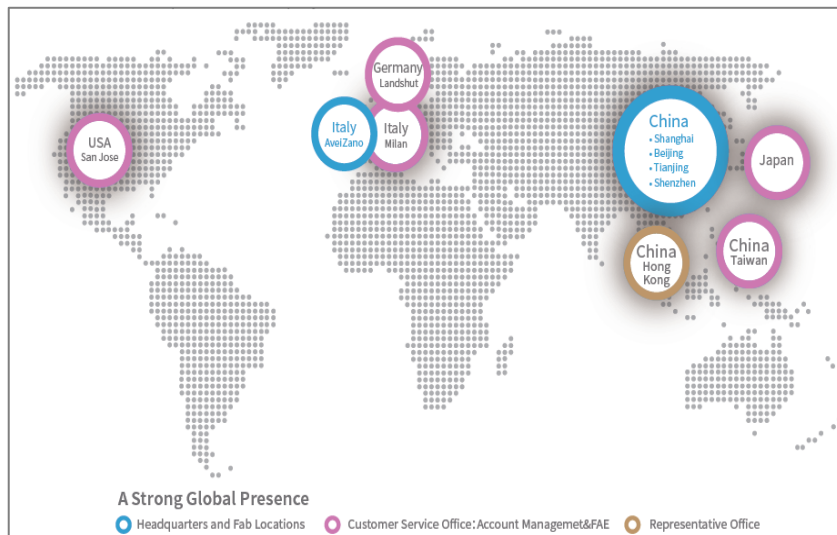 Germany
Landshut
Italy
AveiZano
Italy
Milan
USA
San Jose
China
• Shanghai
• Beijing
• Tianjing
• Shenzhen
Japan
China
Hong
Kong
China
Taiwan
A Strong Global Presence
Headquarters and Fab Locations
Customer Service Office:Account Managemet&FAE
Representative Office